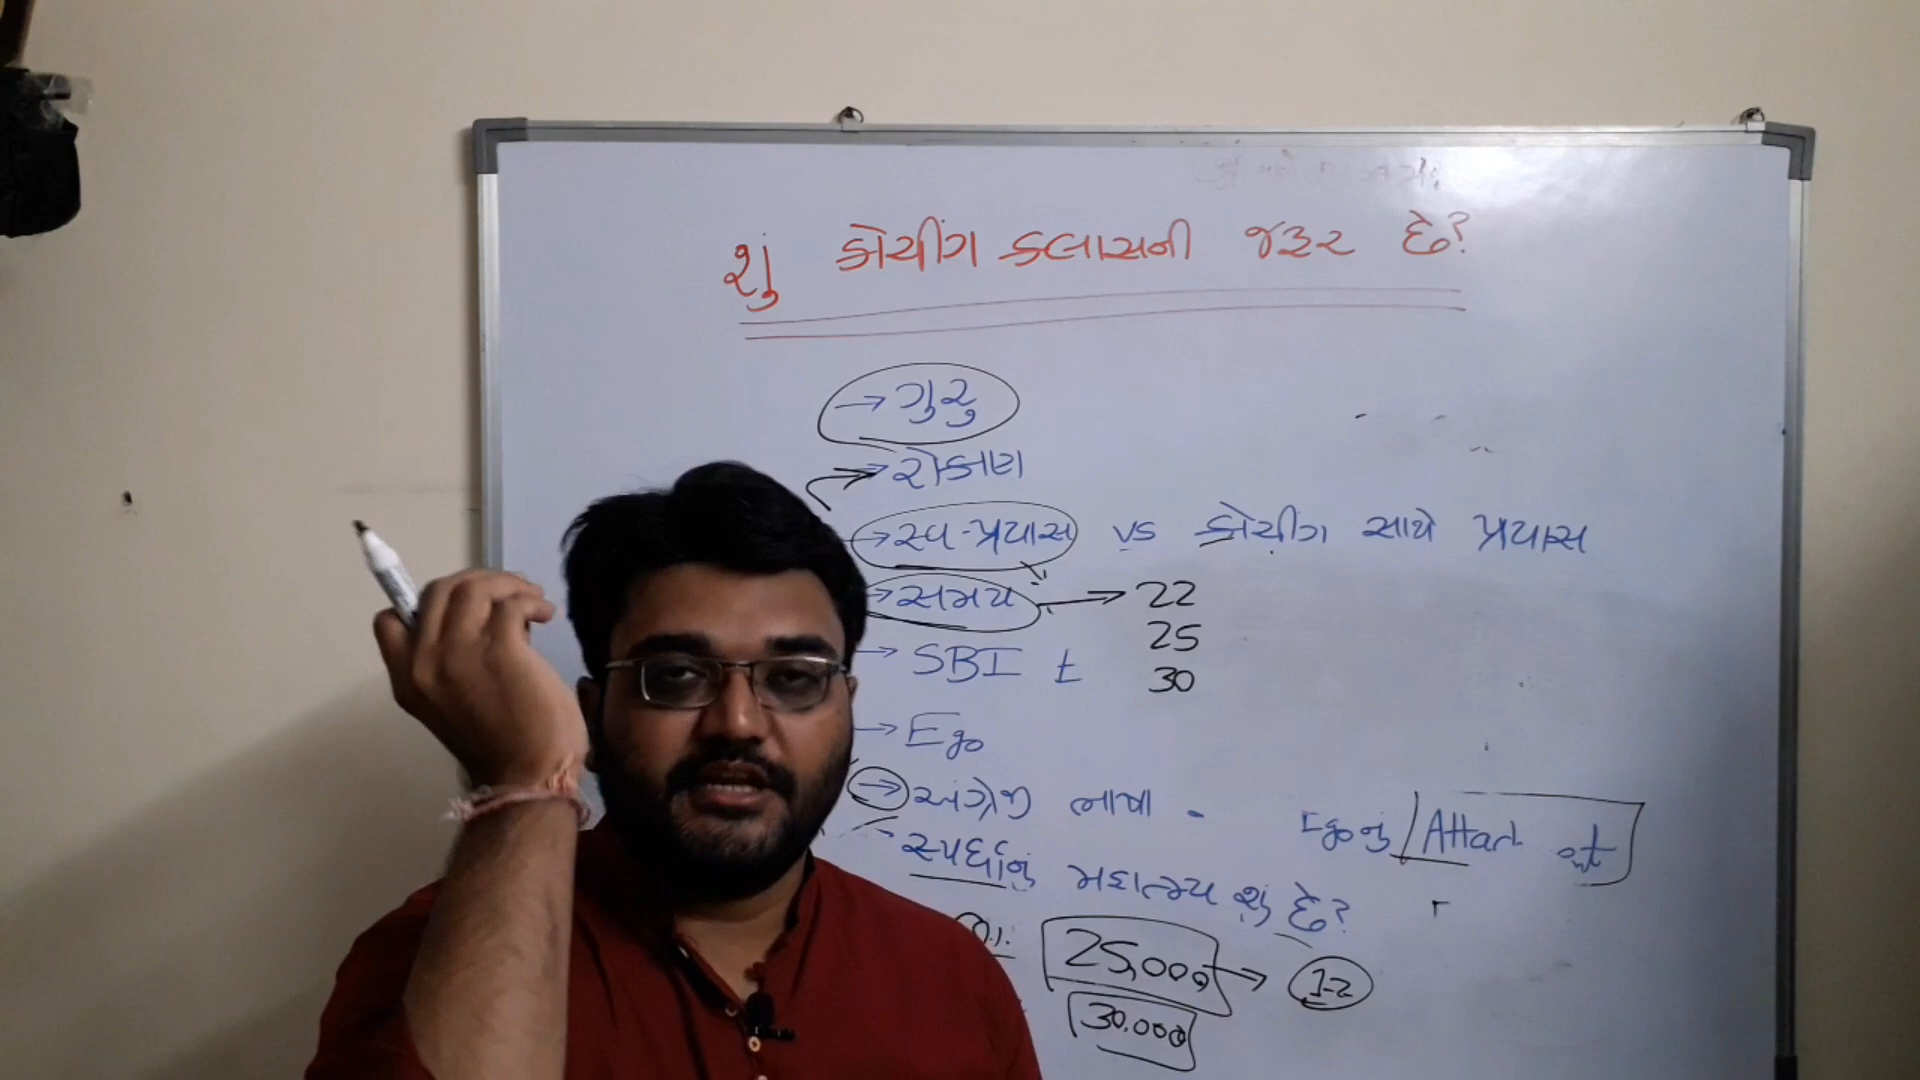 શું કોચીંગ કલાસની જરૂર છે?
→ ગુરુ
→ રોકાણ
→ સ્વ-પ્રયાસ vs કોચીંગ સાથે પ્રયાસ
→ સમય → 22
25
30
→ SBI t
→ Ego
→ અંગ્રેજી ભાષા
Egoનું
સ્પર્ધાનું મહાત્મ્ય શું છે?
25,000 → 1-2
30,000